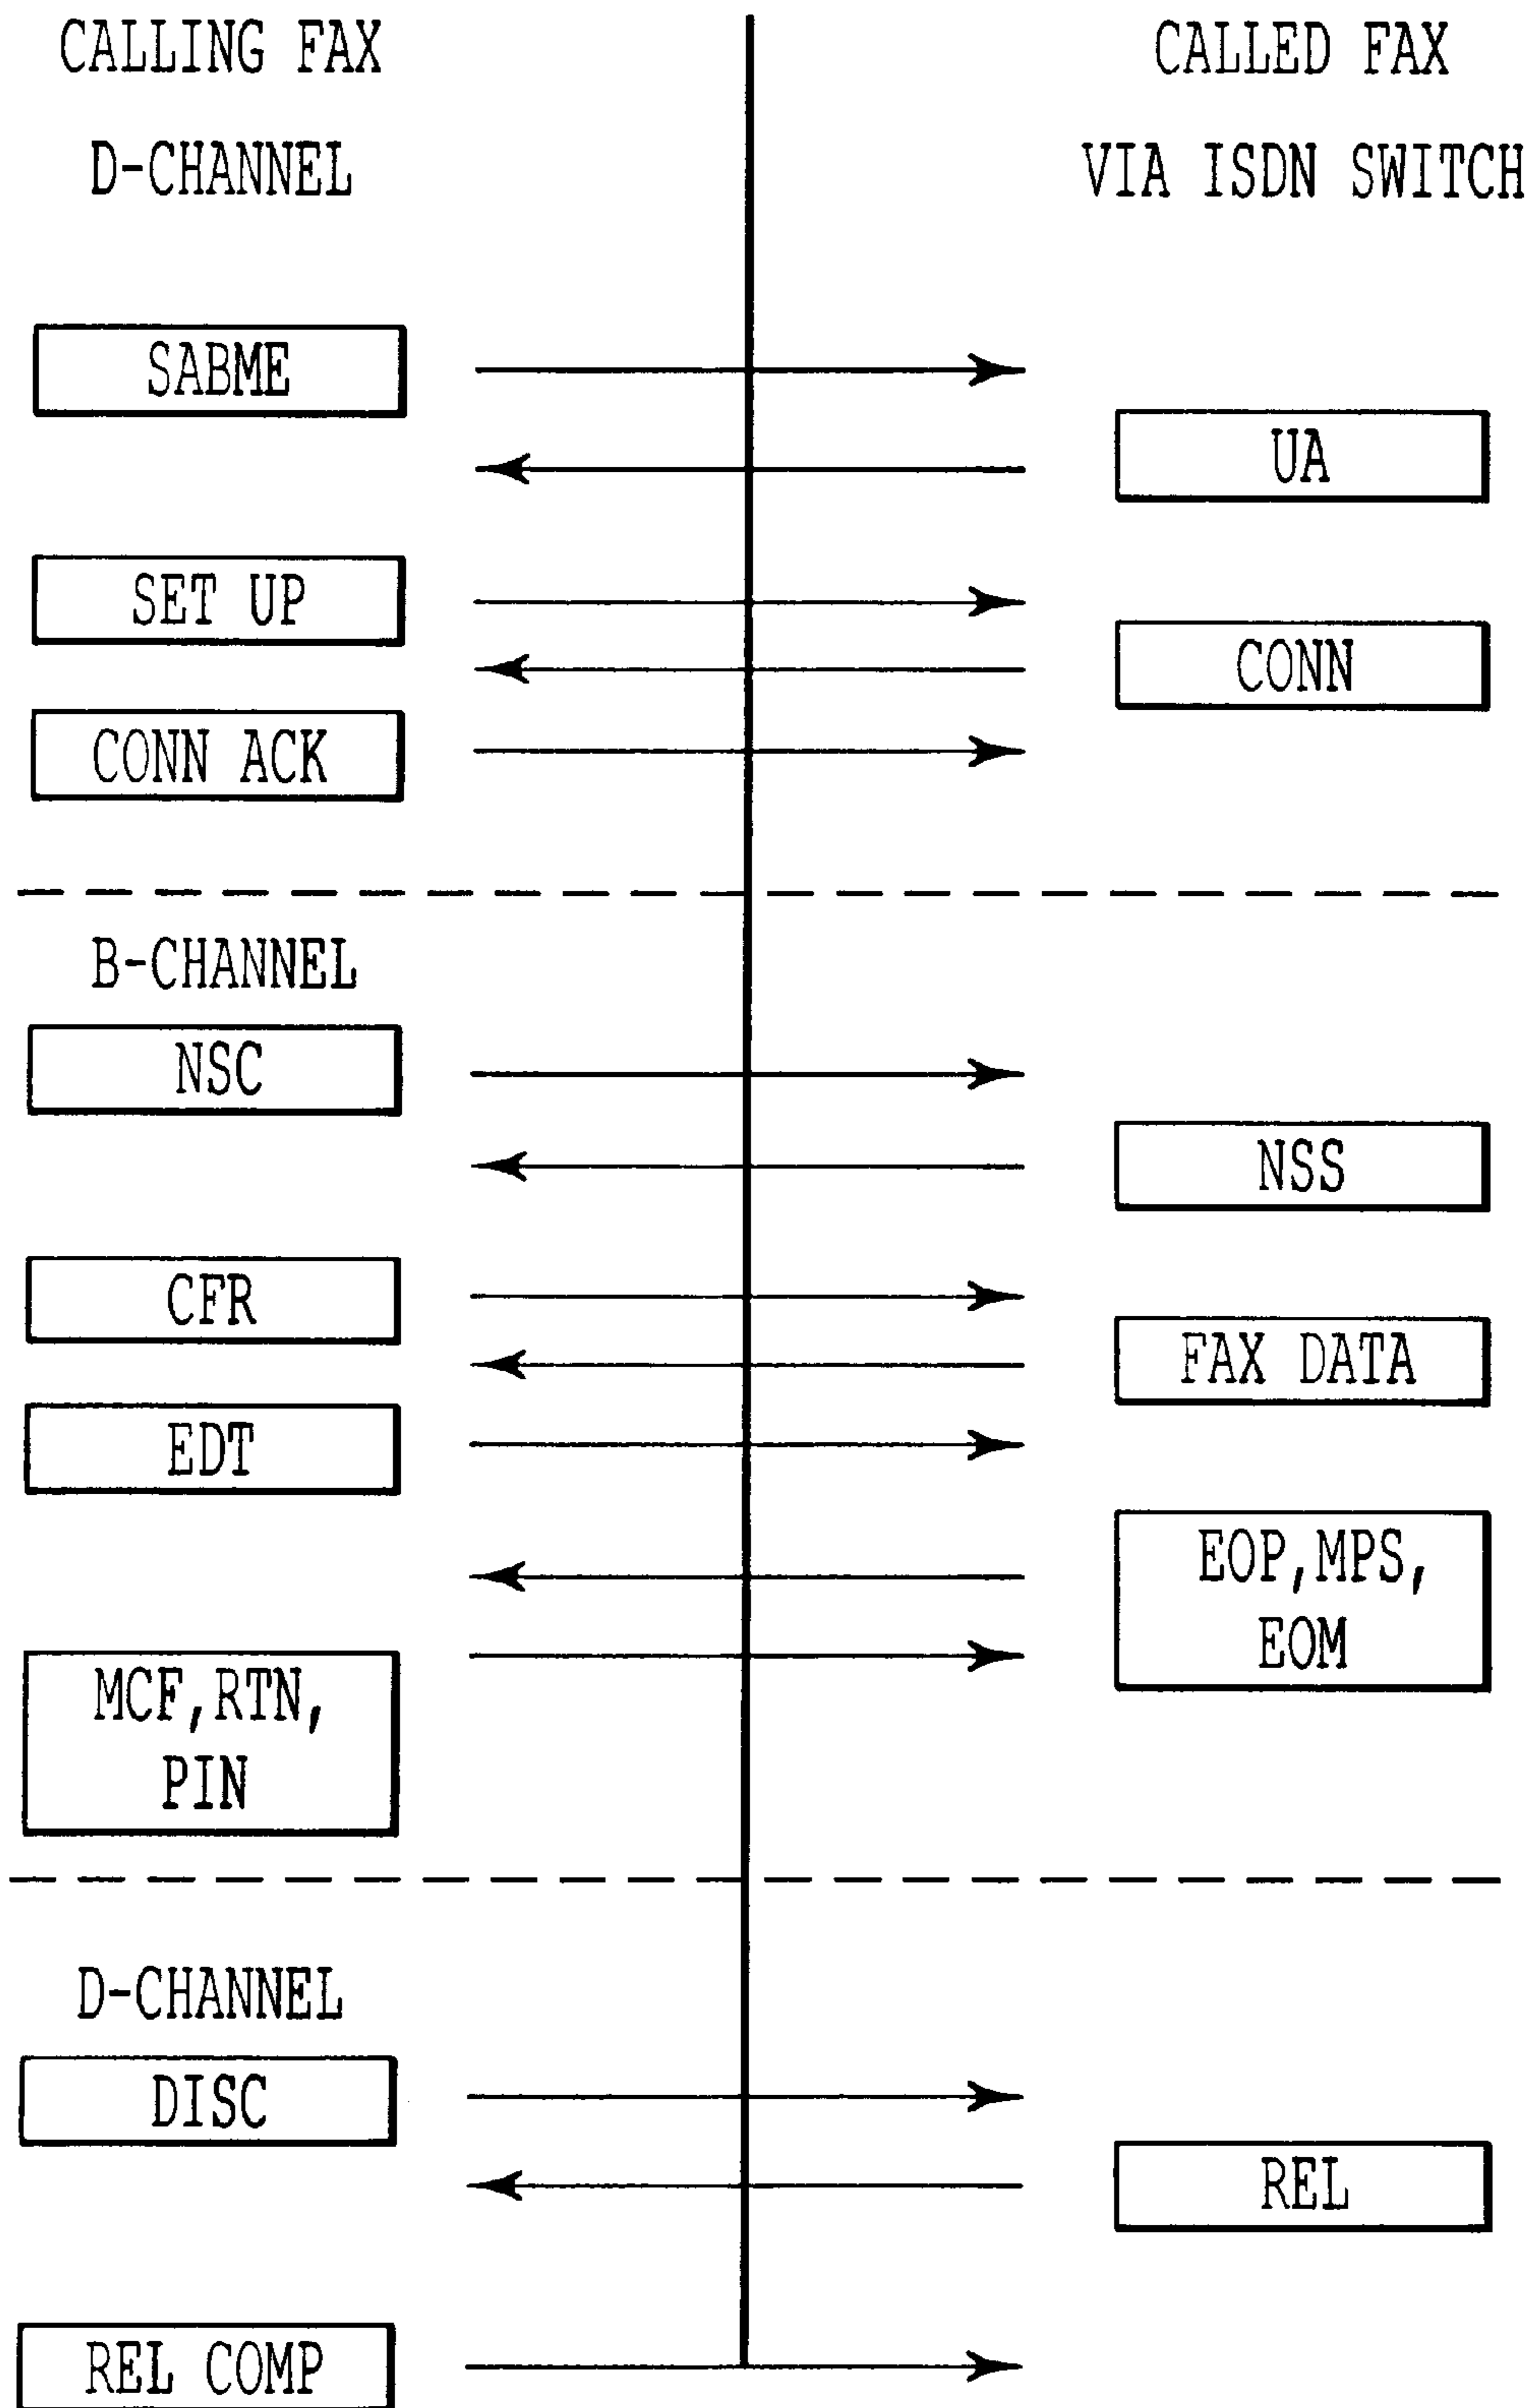 CALLING FAX
CALLED FAX
D-CHANNEL
VIA ISDN SWITCH
SABME
UA
SET UP
CONN
CONN ACK
B-CHANNEL
NSC
NSS
CFR
FAX DATA
EDT
EOP,MPS,
EOM
MCF,RTN,
PIN
D-CHANNEL
DISC
REL
REL COMP